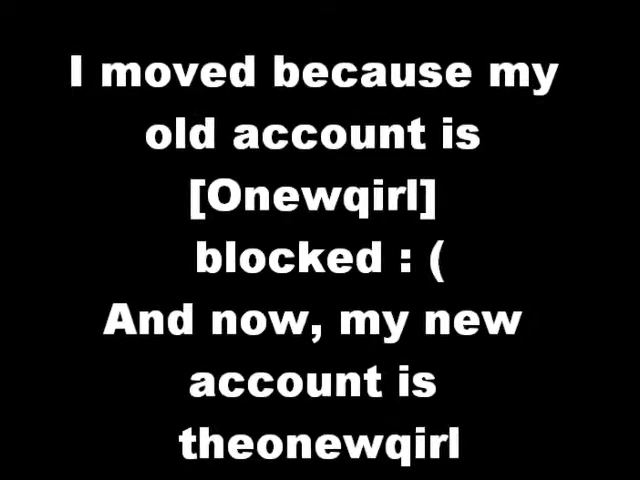 I moved because my
old account is
[Onewqirl]
blocked : (
And now, my new
account is
theonewqirl